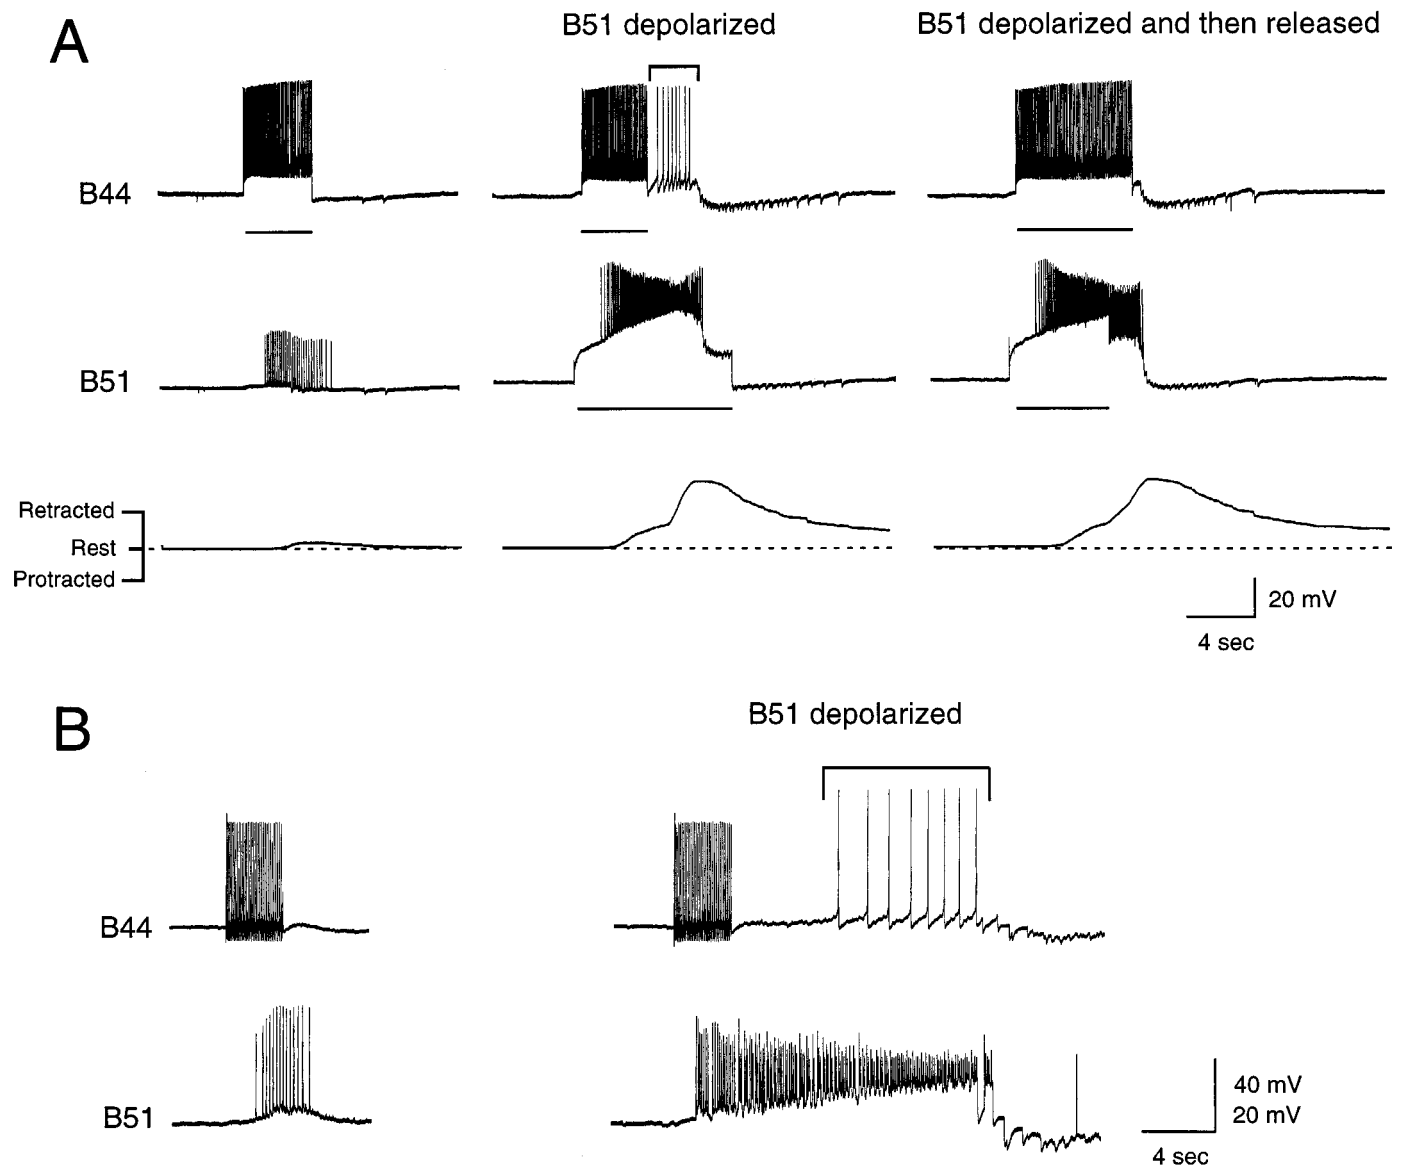 A
B51 depolarized
B51 depolarized and then released
B44
B51
Retracted
Rest
Protracted
20 mV
4 sec
B
B51 depolarized
B44
B51
40 mV
20 mV
4 sec